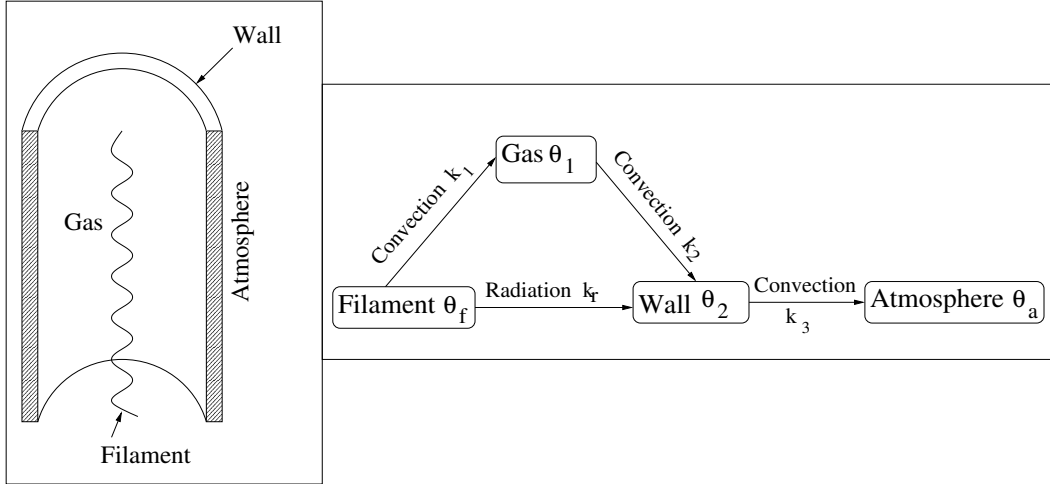 Wall
Gas
Atmosphere
Filament
Gas θ1
Convection k1
Convection k2
Filament θf
Radiation kr
Wall θ2
Convection
k3
Atmosphere θa